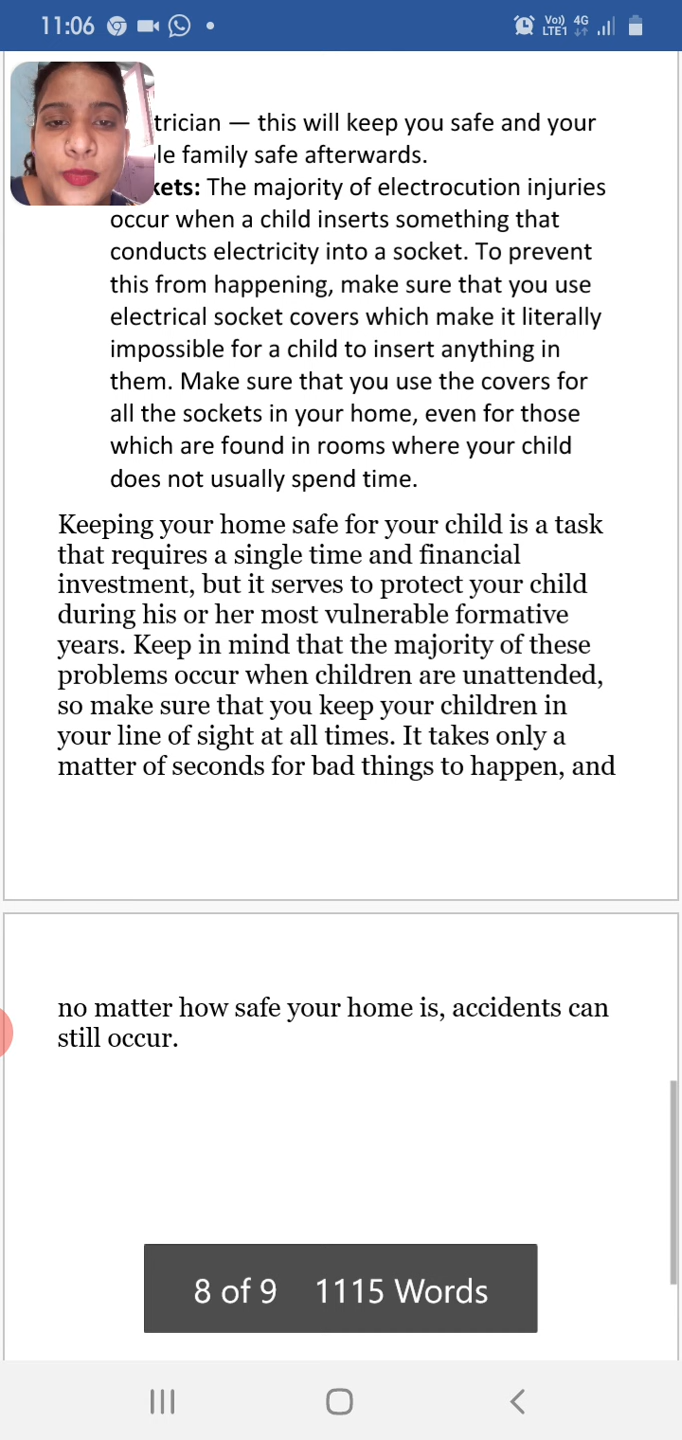 11:06
Vo)) 4G
LTE1
trician — this will keep you safe and your
le family safe afterwards.
kets: The majority of electrocution injuries
occur when a child inserts something that
conducts electricity into a socket. To prevent
this from happening, make sure that you use
electrical socket covers which make it literally
impossible for a child to insert anything in
them. Make sure that you use the covers for
all the sockets in your home, even for those
which are found in rooms where your child
does not usually spend time.
Keeping your home safe for your child is a task
that requires a single time and financial
investment, but it serves to protect your child
during his or her most vulnerable formative
years. Keep in mind that the majority of these
problems occur when children are unattended,
so make sure that you keep your children in
your line of sight at all times. It takes only a
matter of seconds for bad things to happen, and
no matter how safe your home is, accidents can
still occur.
8 of 9 1115 Words